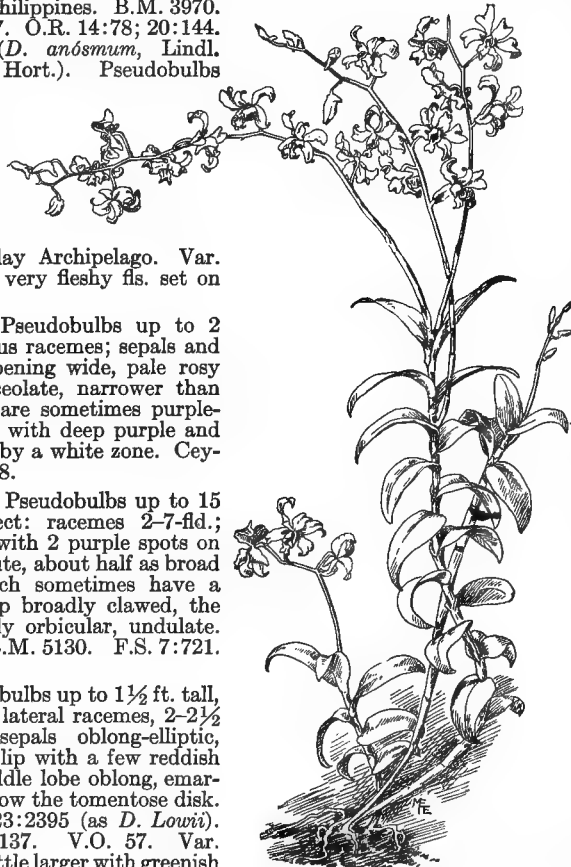 hilippines. B.M. 3970.
7. O.R. 14:78; 20:144.
(D. anósmum, Lindl.
Hort.). Pseudobulbs
lay Archipelago. Var.
very fleshy fls. set on
Pseudobulbs up to 2
us racemes; sepals and
pening wide, pale rosy
ceolate, narrower than
are sometimes purple-
with deep purple and
by a white zone. Cey-
8.
Pseudobulbs up to 15
ect: racemes 2–7-fld.;
with 2 purple spots on
ute, about half as broad
ch sometimes have a
p broadly clawed, the
ly orbicular, undulate.
.M. 5130. F.S. 7:721.
bulbs up to 1½ ft. tall,
lateral racemes, 2–2½
sepals oblong-elliptic,
lip with a few reddish
ddle lobe oblong, emar-
ow the tomentose disk.
23:2395 (as D. Lowii).
137. V.O. 57. Var.
ttle larger with greenish